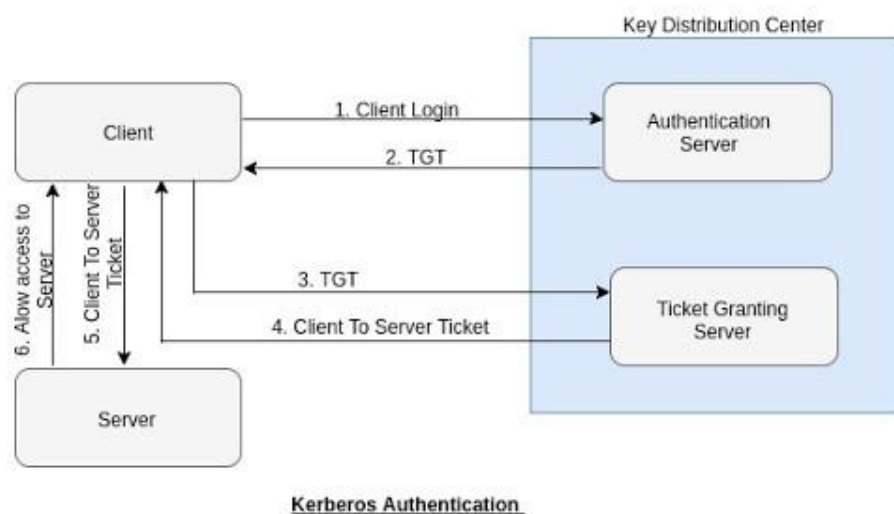 Key Distribution Center
Client
1. Client Login
Authentication
Server
2. TGT
6. Alow access to
Server
5. Client To Server
Ticket
3. TGT
4. Client To Server Ticket
Ticket Granting
Server
Server
Kerberos Authentication